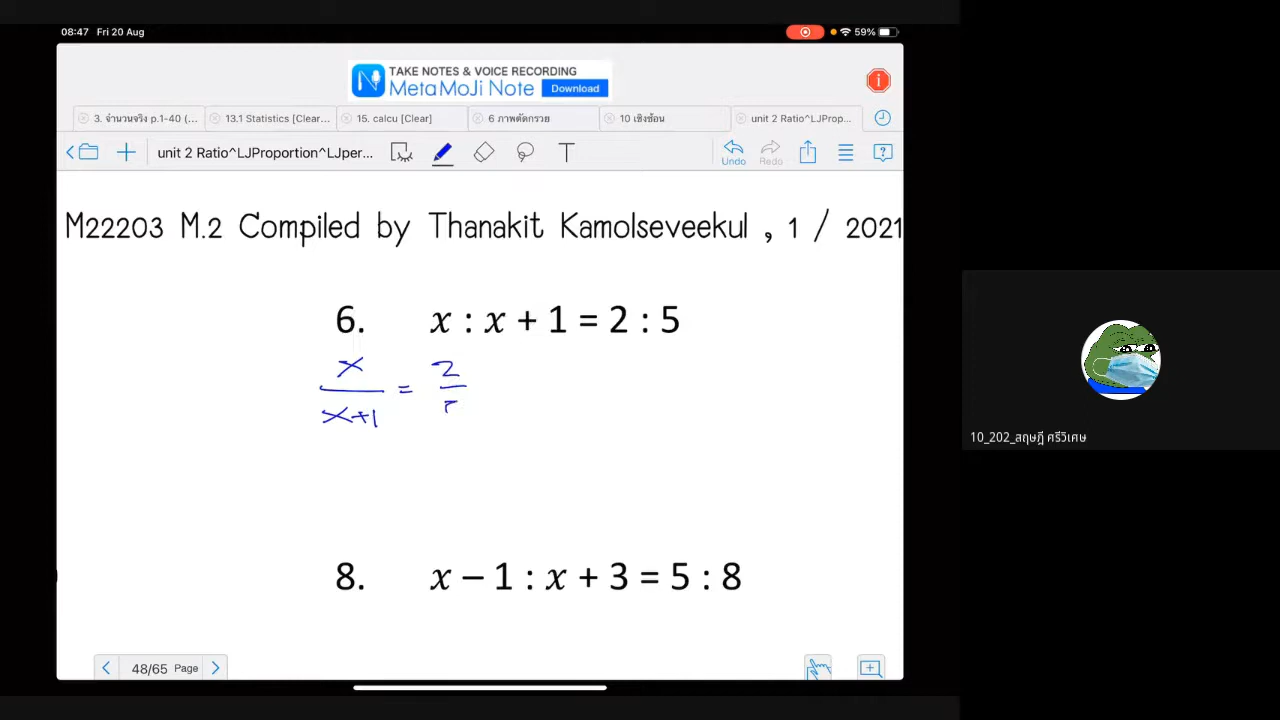 08:47 Fri 20 Aug
59%
TAKE NOTES & VOICE RECORDING
MetaMoJi Note Download
3. จำนวนจริง p.1-40 (...
13.1 Statistics [Clear...
15. calcu [Clear]
6 ภาพตัดกรวย
10 เชิงซ้อน
unit 2 Ratio^LJProp...
unit 2 Ratio^LJProportion^LJper...
T
Undo
Redo
M22203 M.2 Compiled by Thanakit Kamolseveekul , 1 / 2021
6. x : x + 1 = 2 : 5
x 2
=
x+1
8. x − 1 : x + 3 = 5 : 8
48/65 Page
10_202_สฤษฎี ศรีวิเศษ